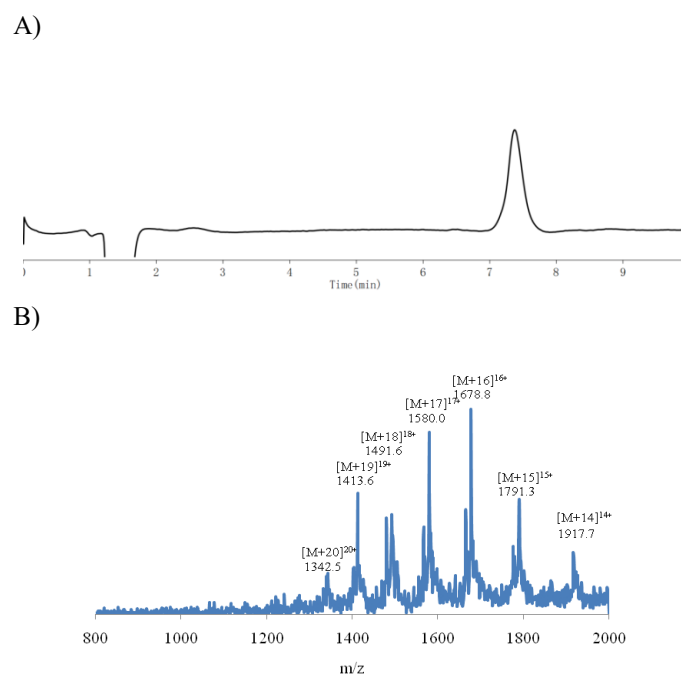 A)
0 1 2 3 4 5 6 7 8 9
Time(min)
B)
[M+16]¹⁶⁺
1678.8
[M+17]¹⁷⁺
1580.0
[M+18]¹⁸⁺
1491.6
[M+19]¹⁹⁺
1413.6
[M+15]¹⁵⁺
1791.3
[M+14]¹⁴⁺
1917.7
[M+20]²⁰⁺
1342.5
800 1000 1200 1400 1600 1800 2000
m/z